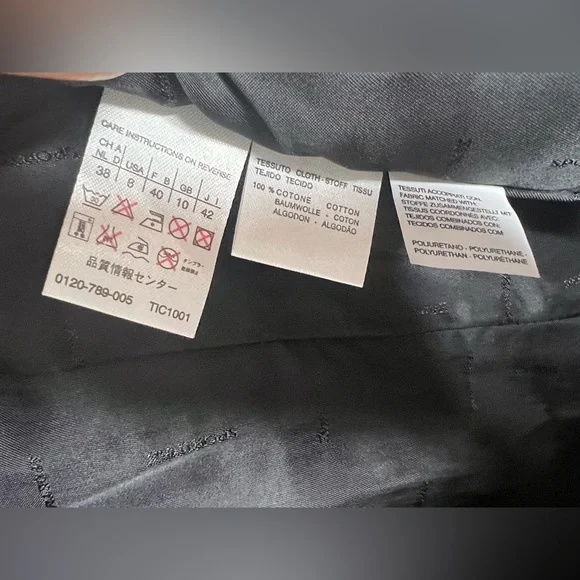 CARE INSTRUCTIONS ON REVERSE
CH A
NL D USA F B GB J I
38 8 40 10 42
品質情報センター
0120-789-005 TIC1001
TESSUTO CLOTH-STOFF TISSU
TEJIDO TECIDO
100 % COTONE COTTON
BAUMWOLLE - COTON
ALGODON - ALGODÃO
TESSUTI ACCOPPIATI CON:
FABRIC MATCHED WITH:
STOFFE ZUSAMMENGESTELLT MIT
TISSUS COORDONNÉS AVEC:
TEJIDOS COMBINADOS CON:
TECIDOS COMBINADOS COM
POLIURETANO - POLYURETHANE -
POLYURETHAN - POLYURÉTHANE -
SPORTMAX